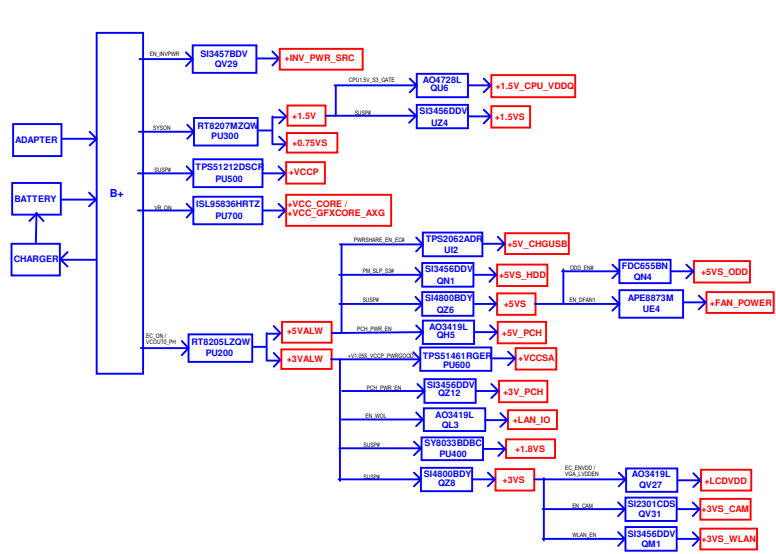 EN_INVPWR
SI3457BDV
QV29
+INV_PWR_SRC
CPU1.5V_S3_GATE
AO4728L
QU6
+1.5V_CPU_VDDQ
SYSON
RT8207MZQW
PU300
+1.5V
SUSP#
SI3456DDV
UZ4
+1.5VS
+0.75VS
ADAPTER
B+
SUSP#
TPS51212DSCR
PU500
+VCCP
BATTERY
VR_ON
ISL95836HRTZ
PU700
+VCC_CORE /
+VCC_GFXCORE_AXG
CHARGER
PWRSHARE_EN_EC#
TPS2062ADR
UI2
+5V_CHGUSB
PM_SLP_S3#
SI3456DDV
QN1
+5VS_HDD
ODD_EN#
FDC655BN
QN4
+5VS_ODD
SUSP#
SI4800BDY
QZ6
+5VS
EN_DFAN1
APE8873M
UE4
+FAN_POWER
EC_ON /
VCOUT0_PH
RT8205LZQW
PU200
+5VALW
PCH_PWR_EN
AO3419L
QH5
+5V_PCH
+3VALW
+V1.05S_VCCP_PWRGOOD
TPS51461RGER
PU600
+VCCSA
PCH_PWR_EN
SI3456DDV
QZ12
+3V_PCH
EN_WOL
AO3419L
QL3
+LAN_IO
SUSP#
SY8033BDBC
PU400
+1.8VS
SUSP#
SI4800BDY
QZ8
+3VS
EC_ENVDD /
VGA_LVDDEN
AO3419L
QV27
+LCDVDD
EN_CAM
SI2301CDS
QV31
+3VS_CAM
WLAN_EN
SI3456DDV
QM1
+3VS_WLAN